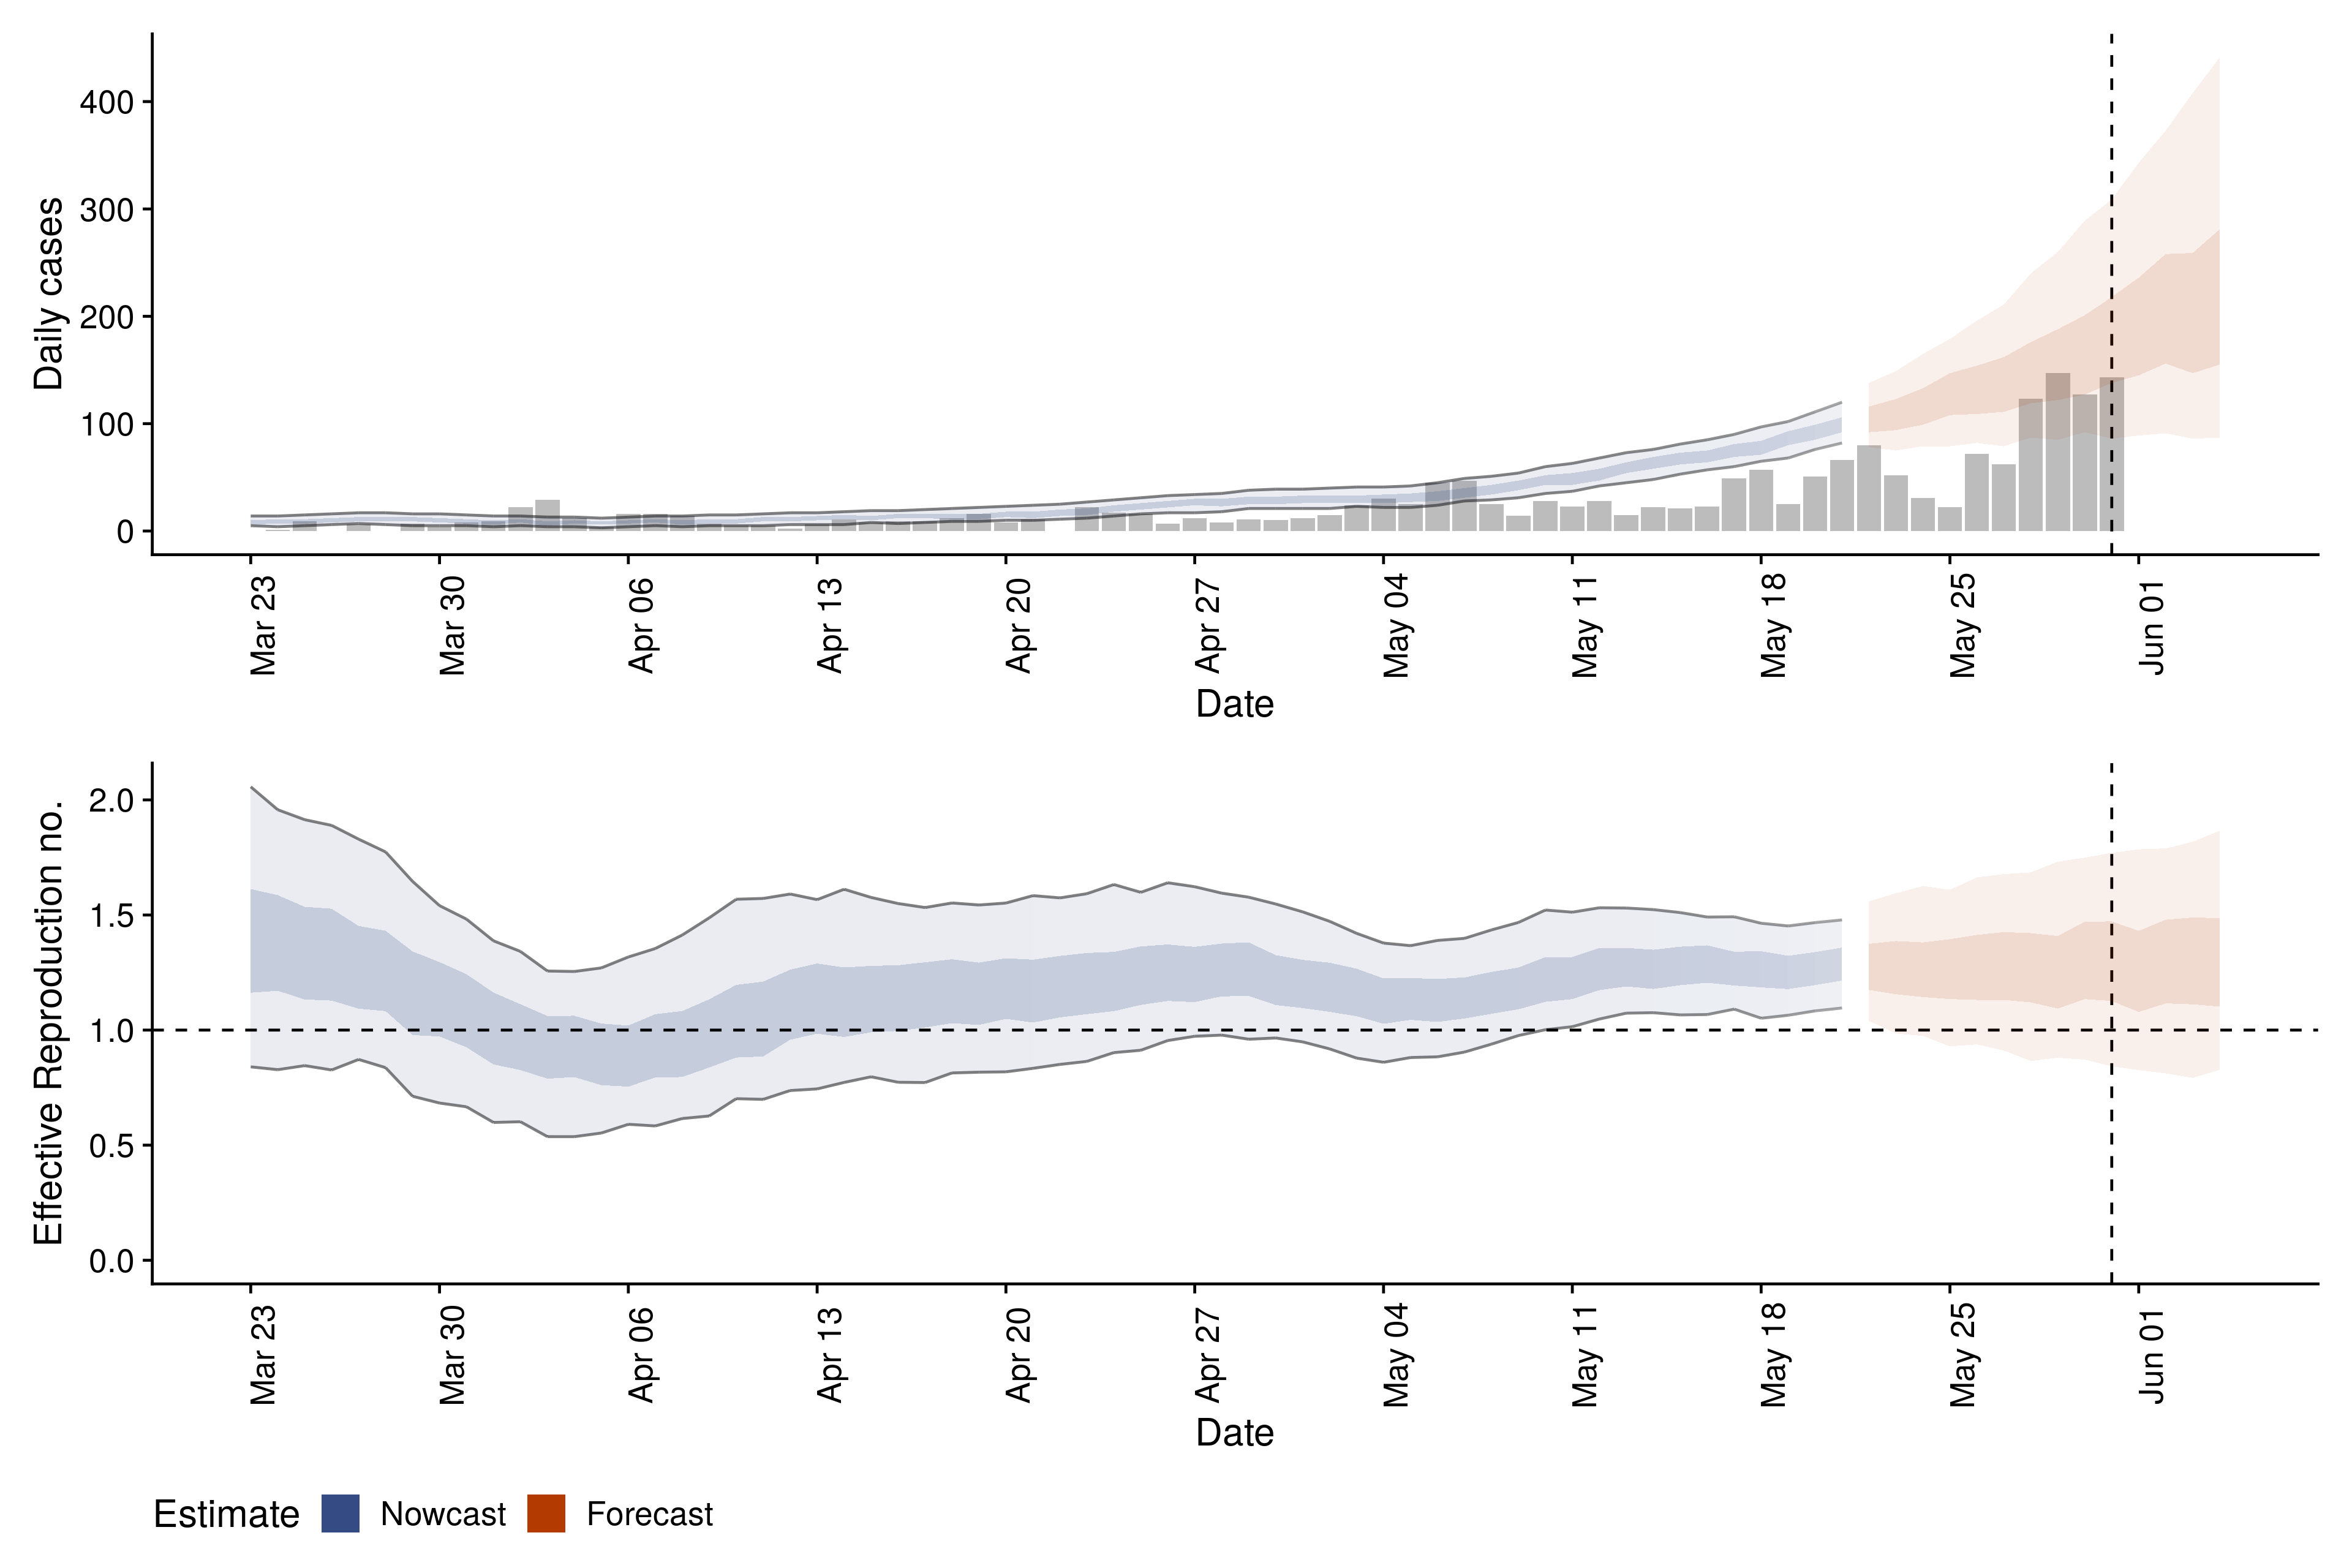 Daily cases
400
300
200
100
0
Mar 23
Mar 30
Apr 06
Apr 13
Apr 20
Apr 27
May 04
May 11
May 18
May 25
Jun 01
Date
Effective Reproduction no.
2.0
1.5
1.0
0.5
0.0
Mar 23
Mar 30
Apr 06
Apr 13
Apr 20
Apr 27
May 04
May 11
May 18
May 25
Jun 01
Date
Estimate Nowcast Forecast